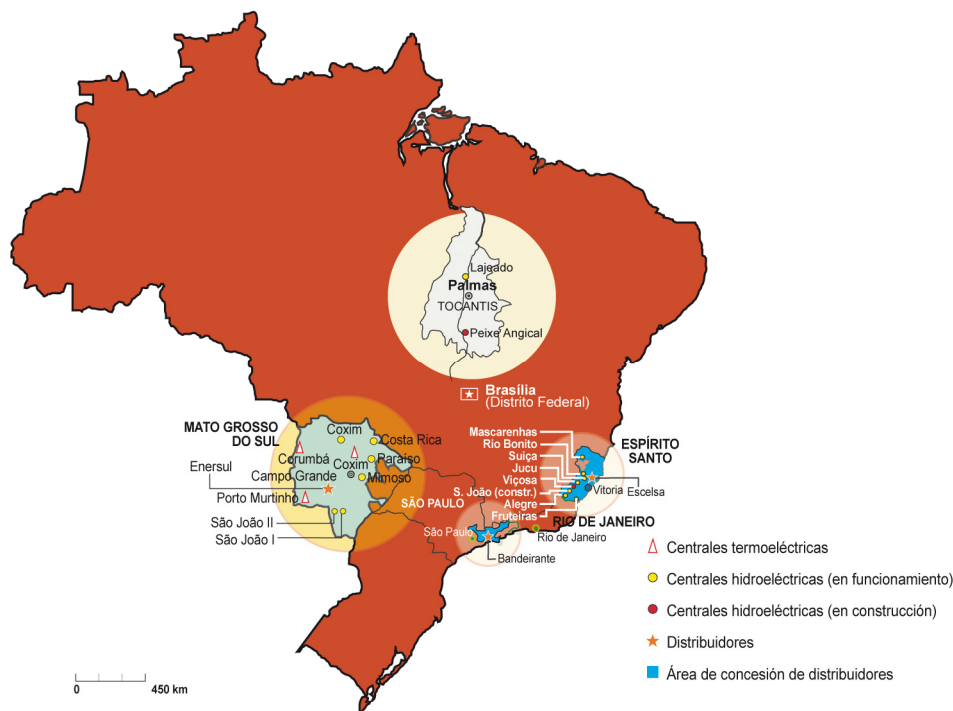 Lajeado
Palmas
TOCANTIS
Peixe Angical
Brasília
(Distrito Federal)
MATO GROSSO
DO SUL
Coxim
Costa Rica
Corumbá
Paraíso
Coxim
Campo Grande
Mimoso
Enersul
Porto Murtinho
São João II
São João I
SÃO PAULO
São Paulo
Bandeirante
Mascarenhas
Rio Bonito
Suiça
Jucu
Viçosa
S. João (constr.)
Alegre
Fruteiras
ESPÍRITO
SANTO
Vitoria
Escelsa
RIO DE JANEIRO
Rio de Janeiro
Centrales termoeléctricas
Centrales hidroeléctricas (en funcionamiento)
Centrales hidroeléctricas (en construcción)
Distribuidores
Área de concesión de distribuidores
0 450 km